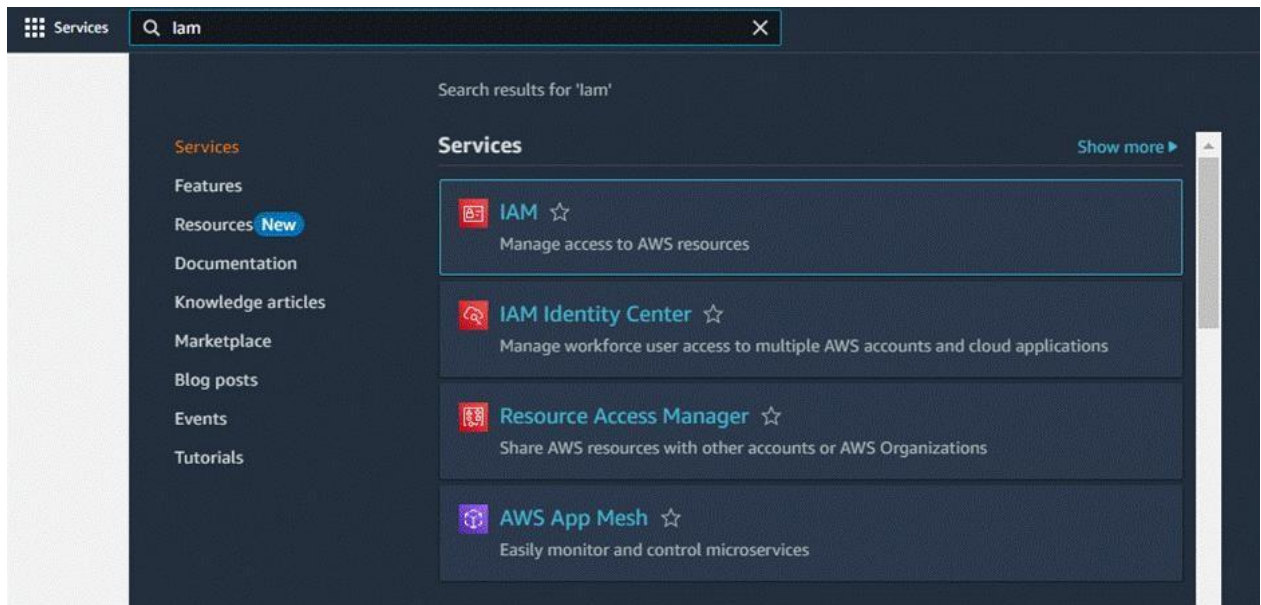 Services
Iam
Search results for 'Iam'
Services
Features
Resources New
Documentation
Knowledge articles
Marketplace
Blog posts
Events
Tutorials
Services
Show more
IAM
Manage access to AWS resources
IAM Identity Center
Manage workforce user access to multiple AWS accounts and cloud applications
Resource Access Manager
Share AWS resources with other accounts or AWS Organizations
AWS App Mesh
Easily monitor and control microservices